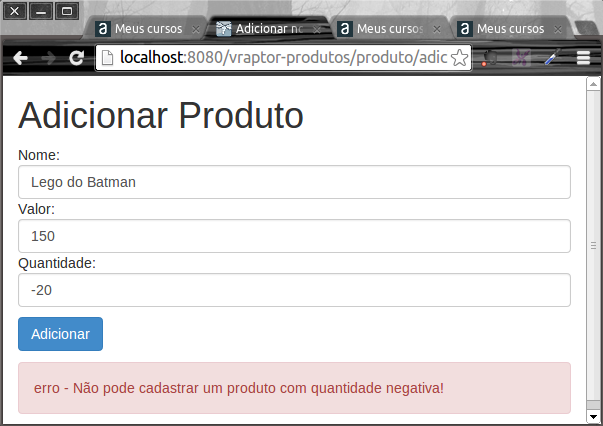 Meus cursos
Adicionar no
Meus cursos
Meus cursos
localhost:8080/vraptor-produtos/produto/adic
Adicionar Produto
Nome:
Lego do Batman
Valor:
150
Quantidade:
-20
Adicionar
erro - Não pode cadastrar um produto com quantidade negativa!